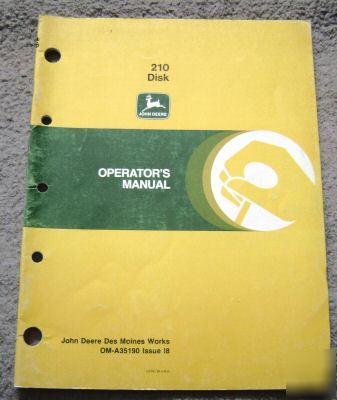 210
Disk
JOHN DEERE
OPERATOR'S
MANUAL
John Deere Des Moines Works
OM-A35190 Issue I8